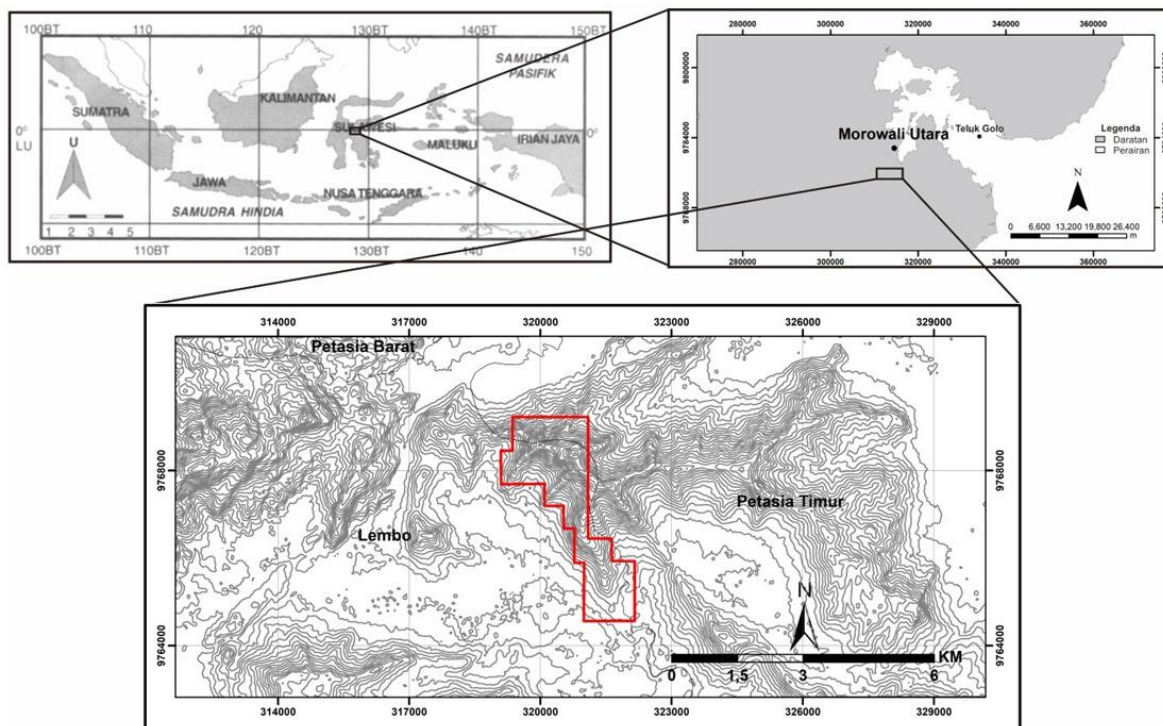 100BT 110 120 130BT 140BT 150BT
SAMUDERA
PASIFIK
KALIMANTAN
SUMATRA
SULAWESI
0° 0°
LU
MALUKU
IRIAN JAYA
U
JAWA
NUSA TENGGARA
SAMUDRA HINDIA
1 2 3 4 5
100BT 110BT 120BT 130BT 140 150
280000 300000 320000 340000 360000
9800000
9784000
Morowali Utara
Teluk Golo
Legenda
Daratan
Perairan
N
0 6,600 13,200 19,800 26,400
m
280000 300000 320000 340000 360000
314000 317000 320000 323000 326000 329000
Petasia Barat
9768000 9768000
Petasia Timur
Lembo
N
9764000 9764000
KM
0 1,5 3 6
314000 317000 320000 323000 326000 329000